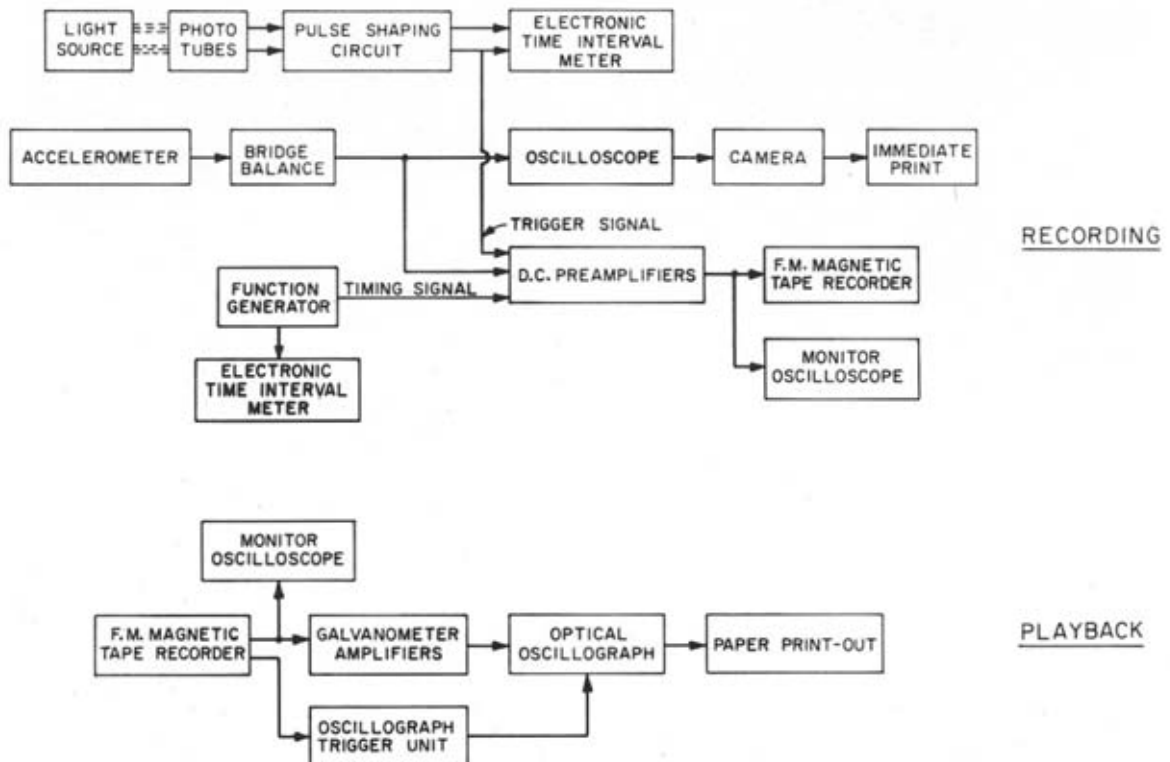 LIGHT
SOURCE
PHOTO
TUBES
PULSE SHAPING
CIRCUIT
ELECTRONIC
TIME INTERVAL
METER
ACCELEROMETER
BRIDGE
BALANCE
OSCILLOSCOPE
CAMERA
IMMEDIATE
PRINT
TRIGGER SIGNAL
RECORDING
FUNCTION
GENERATOR
TIMING SIGNAL
D.C. PREAMPLIFIERS
F.M. MAGNETIC
TAPE RECORDER
ELECTRONIC
TIME INTERVAL
METER
MONITOR
OSCILLOSCOPE
MONITOR
OSCILLOSCOPE
F.M. MAGNETIC
TAPE RECORDER
GALVANOMETER
AMPLIFIERS
OPTICAL
OSCILLOGRAPH
PAPER PRINT-OUT
PLAYBACK
OSCILLOGRAPH
TRIGGER UNIT